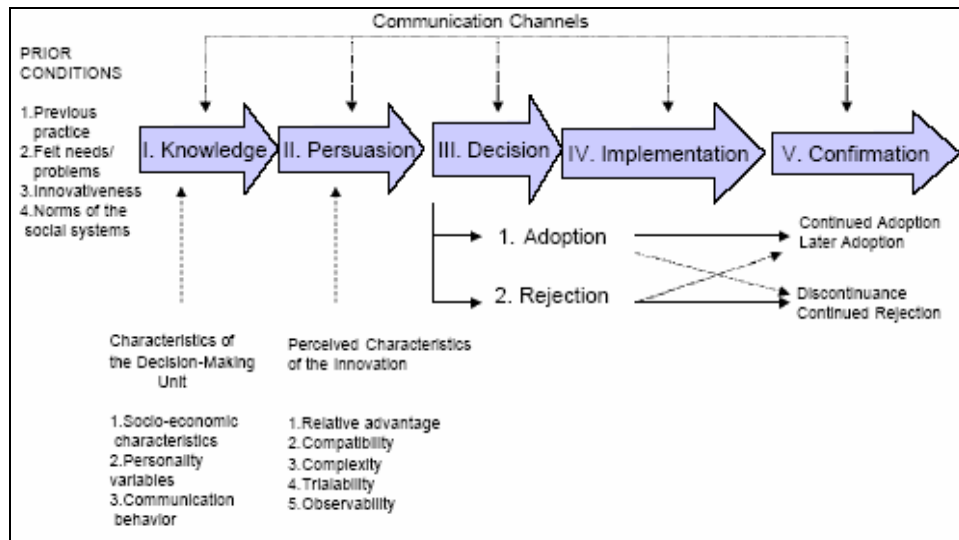 Communication Channels
PRIOR
CONDITIONS
1.Previous
practice
2.Felt needs/
problems
3.Innovativeness
4.Norms of the
social systems
I. Knowledge
II. Persuasion
III. Decision
IV. Implementation
V. Confirmation
1. Adoption
2. Rejection
Continued Adoption
Later Adoption
Discontinuance
Continued Rejection
Characteristics of
the Decision-Making
Unit
1.Socio-economic
characteristics
2.Personality
variables
3.Communication
behavior
Perceived Characteristics
of the Innovation
1.Relative advantage
2.Compatibility
3.Complexity
4.Trialability
5.Observability